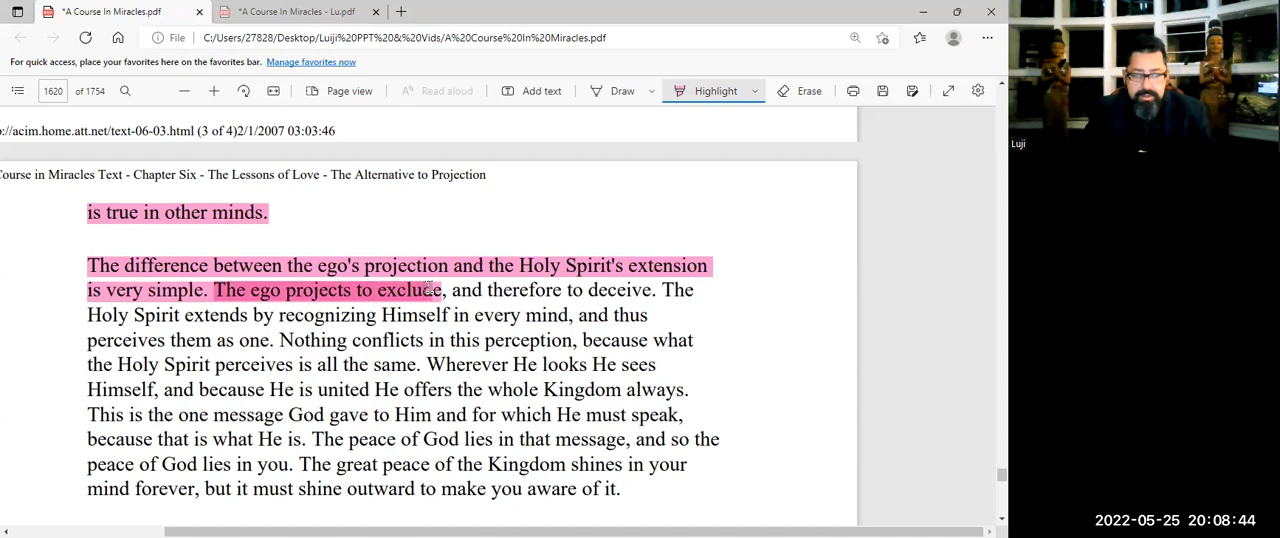 *A Course In Miracles.pdf
*A Course In Miracles - Lu.pdf
File C:/Users/27828/Desktop/Luiji%20PPT%20&%20Vids/A%20Course%20In%20Miracles.pdf
For quick access, place your favorites here on the favorites bar. Manage favorites now
1620 of 1754 Page view Read aloud Add text Draw Highlight Erase
p://acim.home.att.net/text-06-03.html (3 of 4)2/1/2007 03:03:46
Course in Miracles Text - Chapter Six - The Lessons of Love - The Alternative to Projection
is true in other minds.
The difference between the ego's projection and the Holy Spirit's extension
is very simple. The ego projects to exclude, and therefore to deceive. The
Holy Spirit extends by recognizing Himself in every mind, and thus
perceives them as one. Nothing conflicts in this perception, because what
the Holy Spirit perceives is all the same. Wherever He looks He sees
Himself, and because He is united He offers the whole Kingdom always.
This is the one message God gave to Him and for which He must speak,
because that is what He is. The peace of God lies in that message, and so the
peace of God lies in you. The great peace of the Kingdom shines in your
mind forever, but it must shine outward to make you aware of it.
Luji
2022-05-25 20:08:44